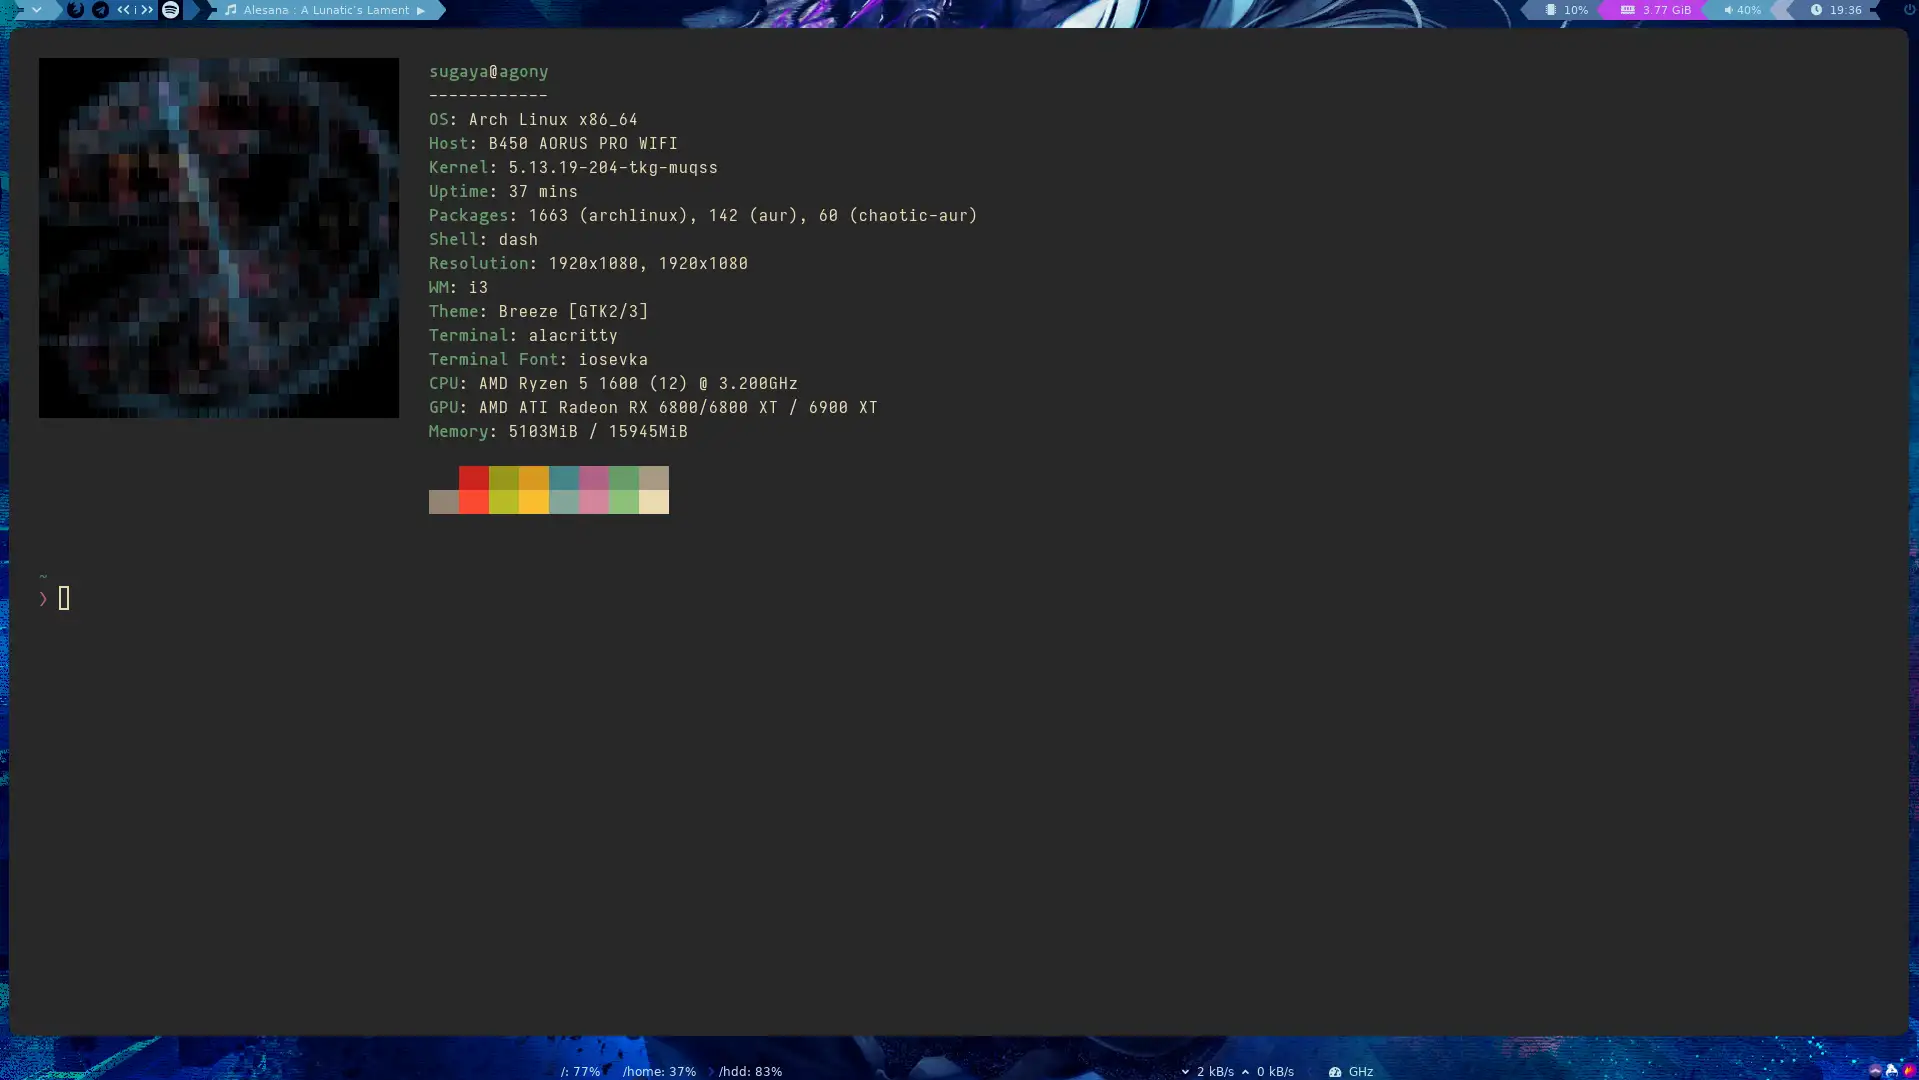 << i >> Alesana : A Lunatic's Lament ▶ 10% 3.77 GiB 40% 19:36
sugaya@agony
------------
OS: Arch Linux x86_64
Host: B450 AORUS PRO WIFI
Kernel: 5.13.19-204-tkg-muqss
Uptime: 37 mins
Packages: 1663 (archlinux), 142 (aur), 60 (chaotic-aur)
Shell: dash
Resolution: 1920x1080, 1920x1080
WM: i3
Theme: Breeze [GTK2/3]
Terminal: alacritty
Terminal Font: iosevka
CPU: AMD Ryzen 5 1600 (12) @ 3.200GHz
GPU: AMD ATI Radeon RX 6800/6800 XT / 6900 XT
Memory: 5103MiB / 15945MiB
~
❯
/: 77% /home: 37% /hdd: 83% 2 kB/s 0 kB/s GHz